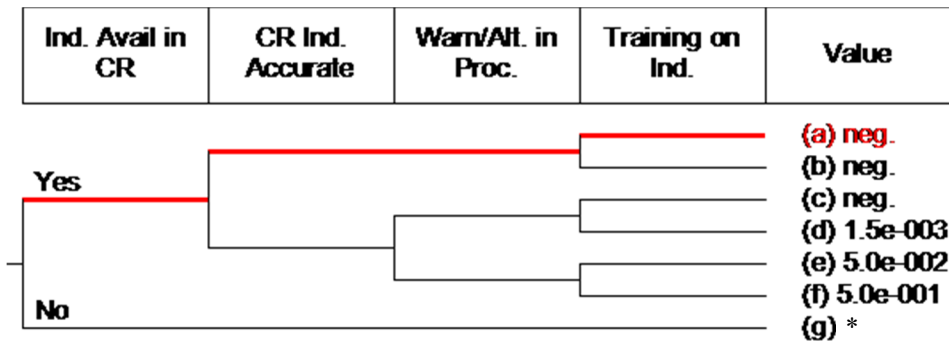 Ind. Avail in
CR
CR Ind.
Accurate
Warn/Alt. in
Proc.
Training on
Ind.
Value
Yes
No
(a) neg.
(b) neg.
(c) neg.
(d) 1.5e-003
(e) 5.0e-002
(f) 5.0e-001
(g) *